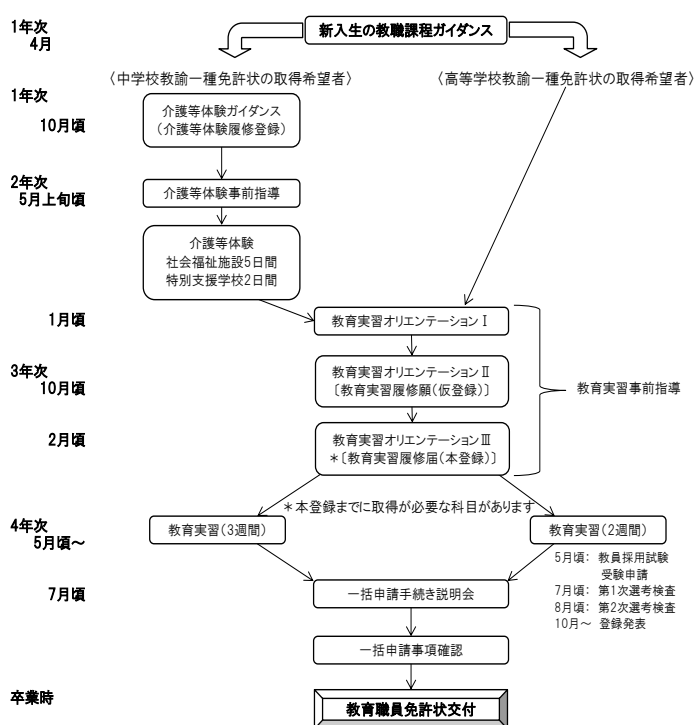 1年次
4月
新入生の教職課程ガイダンス
〈中学校教諭一種免許状の取得希望者〉
〈高等学校教諭一種免許状の取得希望者〉
1年次
10月頃
介護等体験ガイダンス
(介護等体験履修登録)
2年次
5月上旬頃
介護等体験事前指導
介護等体験
社会福祉施設5日間
特別支援学校2日間
1月頃
教育実習オリエンテーションⅠ
3年次
10月頃
教育実習オリエンテーションⅡ
〔教育実習履修願(仮登録)〕
教育実習事前指導
2月頃
教育実習オリエンテーションⅢ
＊〔教育実習履修届(本登録)〕
＊本登録までに取得が必要な科目があります
4年次
5月頃～
教育実習(3週間)
教育実習(2週間)
5月頃： 教員採用試験
受験申請
7月頃： 第1次選考検査
8月頃： 第2次選考検査
10月～ 登録発表
7月頃
一括申請手続き説明会
一括申請事項確認
卒業時
教育職員免許状交付